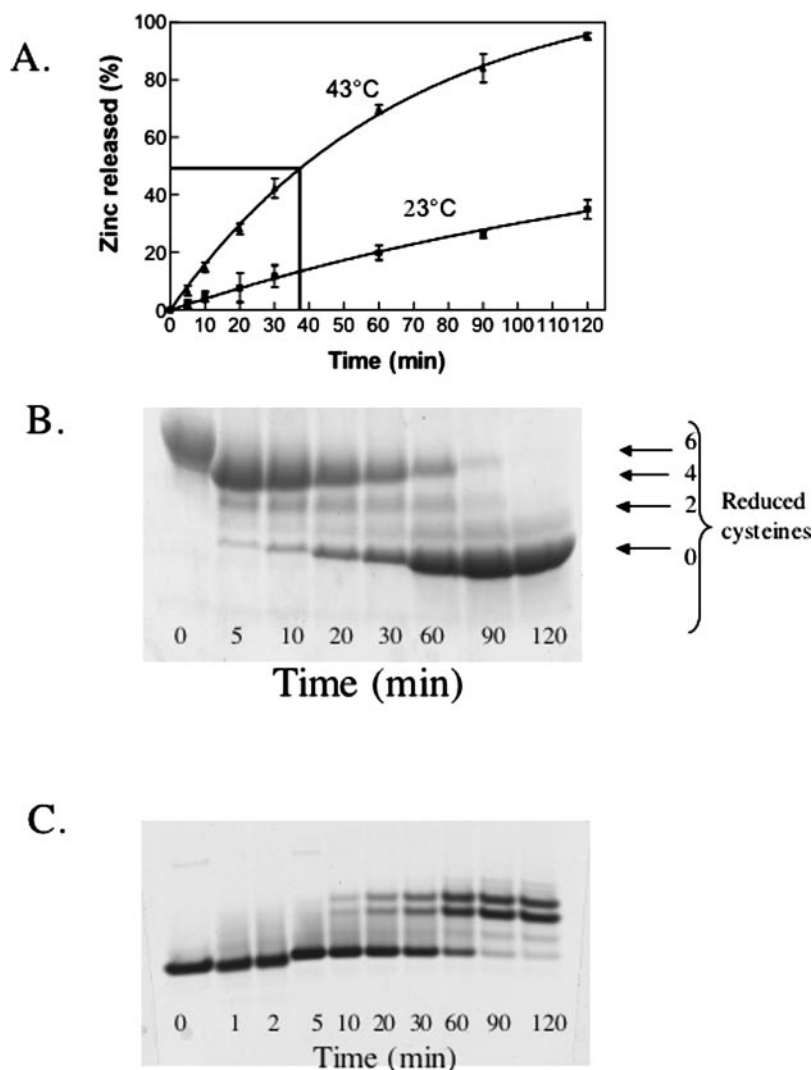 A.
Zinc released (%)
100
80
60
40
20
0
43°C
23°C
0 10 20 30 40 50 60 70 80 90 100 110 120
Time (min)
B.
6
4
2
0
Reduced
cysteines
0 5 10 20 30 60 90 120
Time (min)
C.
0 1 2 5 10 20 30 60 90 120
Time (min)